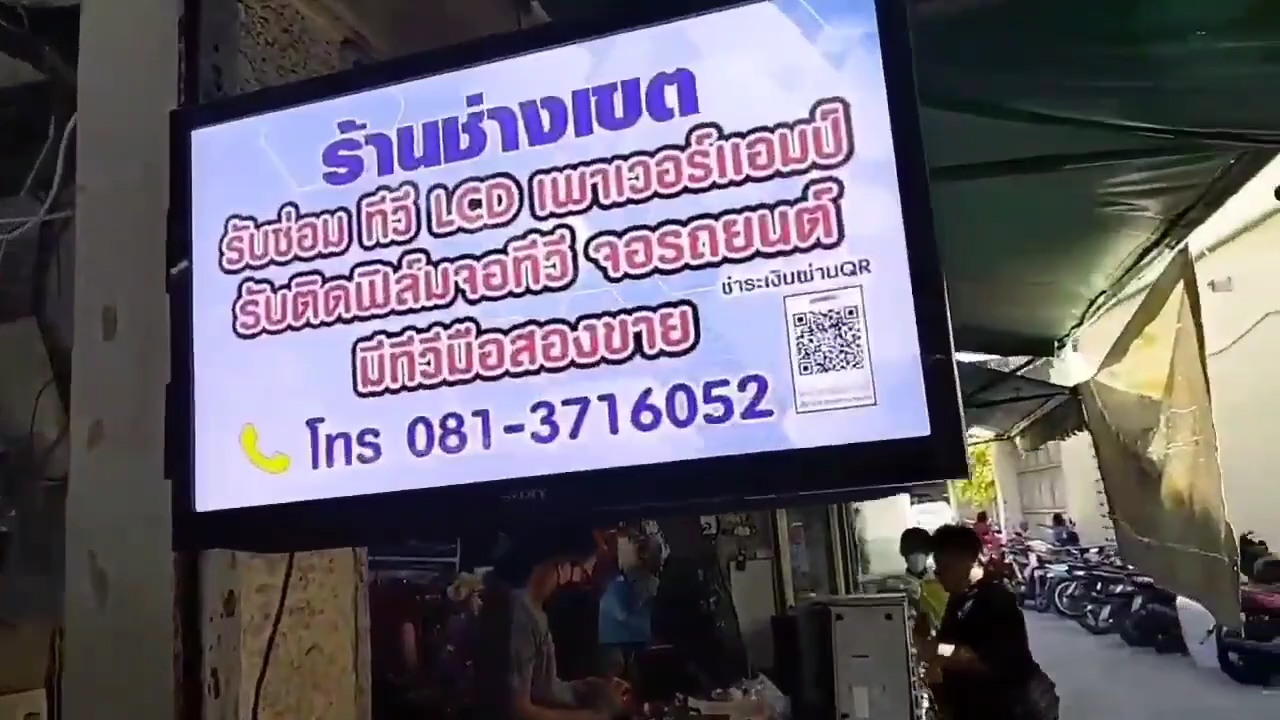 ร้านช่างเขต
รับซ่อม ทีวี LCD เพาเวอร์แอมป์
รับติดฟิล์มจอทีวี จอรถยนต์
ชำระเงินผ่านQR
มีทีวีมือสองขาย
โทร 081-3716052
SONY